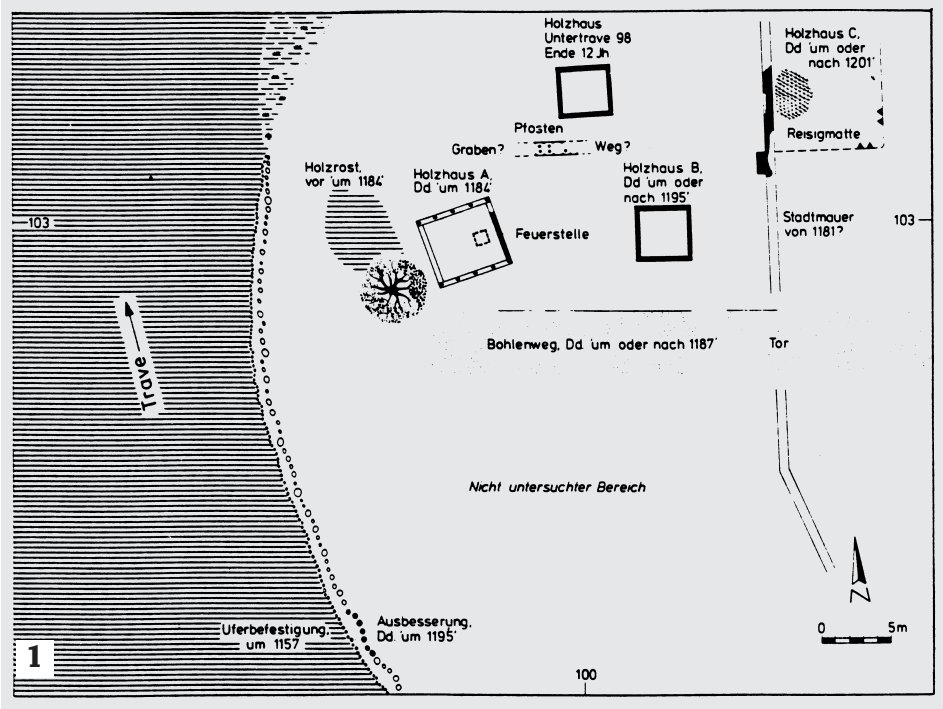 Holzhaus
Untertrave 98
Ende 12 Jh
Holzhaus C,
Dd 'um oder
nach 1201'
Pfosten
Graben?
Weg?
Reisigmatte
Holzrost,
vor 'um 1184'
Holzhaus A,
Dd 'um 1184'
Holzhaus B,
Dd 'um oder
nach 1195'
103
Feuerstelle
Stadtmauer
von 1181?
103
Trave
Bohlenweg, Dd. 'um oder nach 1187'
Tor
Nicht untersuchter Bereich
N
Uferbefestigung,
um 1157
Ausbesserung,
Dd. 'um 1195'
0 5m
1
100